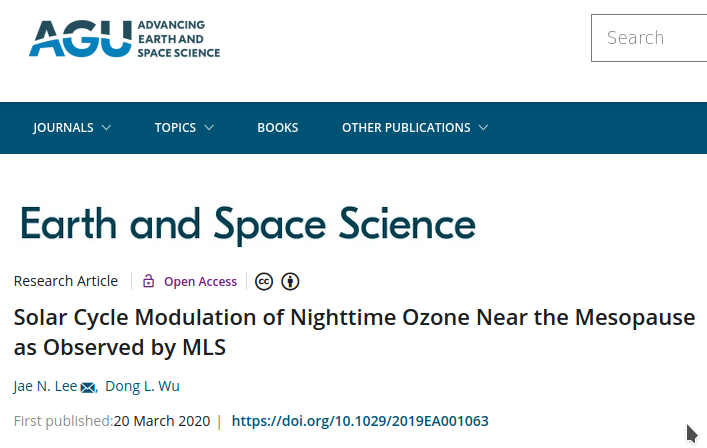 AGU ADVANCING
EARTH AND
SPACE SCIENCE
Search
JOURNALS TOPICS BOOKS OTHER PUBLICATIONS
Earth and Space Science
Research Article Open Access cc
Solar Cycle Modulation of Nighttime Ozone Near the Mesopause
as Observed by MLS
Jae N. Lee, Dong L. Wu
First published:20 March 2020 | https://doi.org/10.1029/2019EA001063